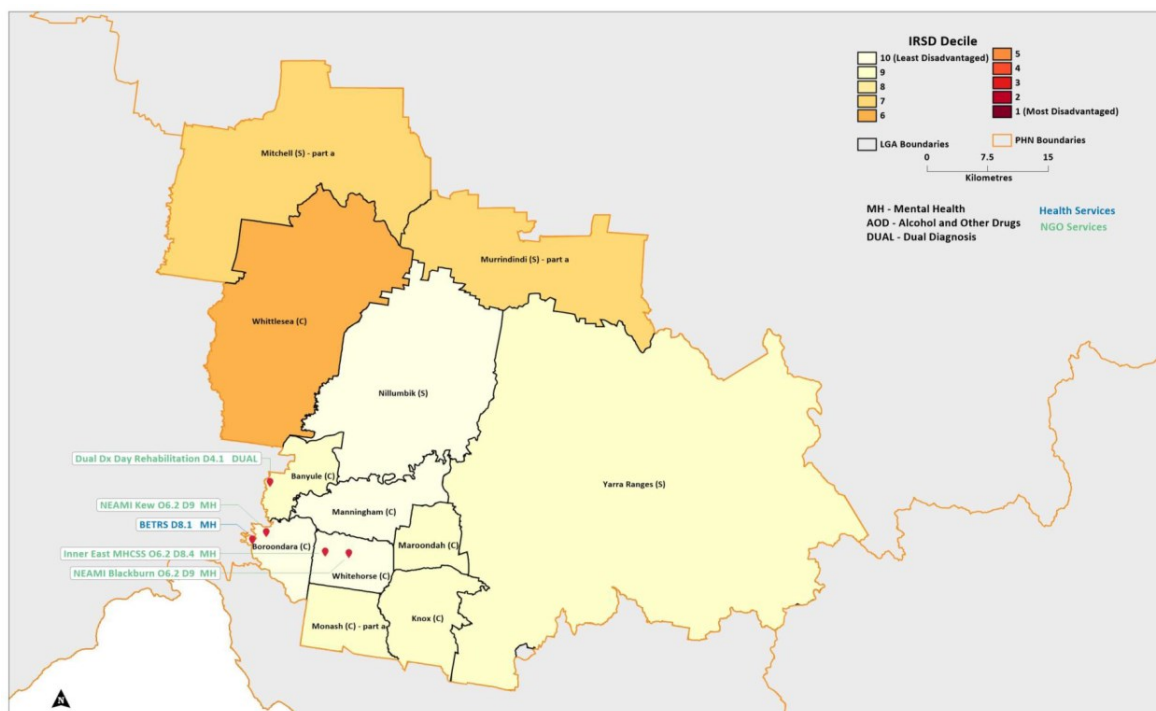 IRSD Decile
10 (Least Disadvantaged)
9
8
7
6
5
4
3
2
1 (Most Disadvantaged)
LGA Boundaries
PHN Boundaries
0 7.5 15
Kilometres
MH - Mental Health
AOD - Alcohol and Other Drugs
DUAL - Dual Diagnosis
Health Services
NGO Services
Mitchell (S) - part a
Murrindindi (S) - part a
Whittlesea (C)
Nillumbik (S)
Dual Dx Day Rehabilitation D4.1 DUAL
Banyule (C)
Yarra Ranges (S)
NEAMI Kew O6.2 D9 MH
Manningham (C)
BETRS D8.1 MH
Boroondara (C)
Maroondah (C)
Inner East MHCSS O6.2 D8.4 MH
NEAMI Blackburn O6.2 D9 MH
Whitehorse (C)
Knox (C)
Monash (C) - part a
N